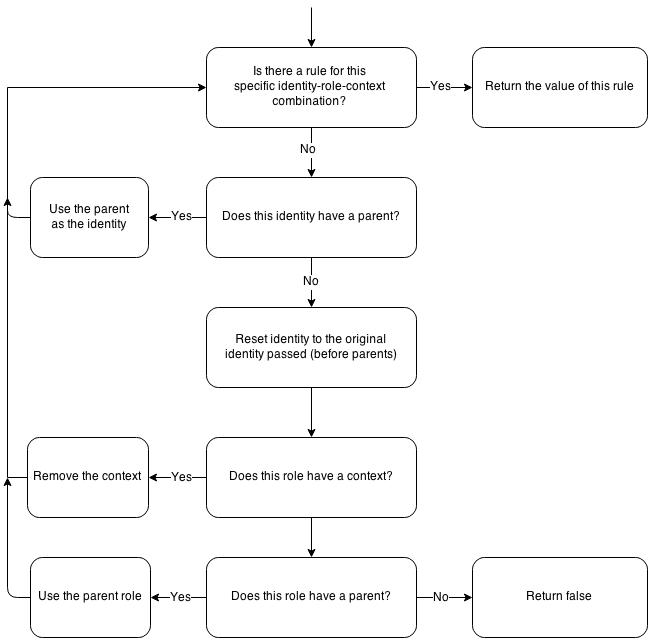 Is there a rule for this
specific identity-role-context
combination?
Yes
Return the value of this rule
No
Use the parent
as the identity
Yes
Does this identity have a parent?
No
Reset identity to the original
identity passed (before parents)
Remove the context
Yes
Does this role have a context?
Use the parent role
Yes
Does this role have a parent?
No
Return false